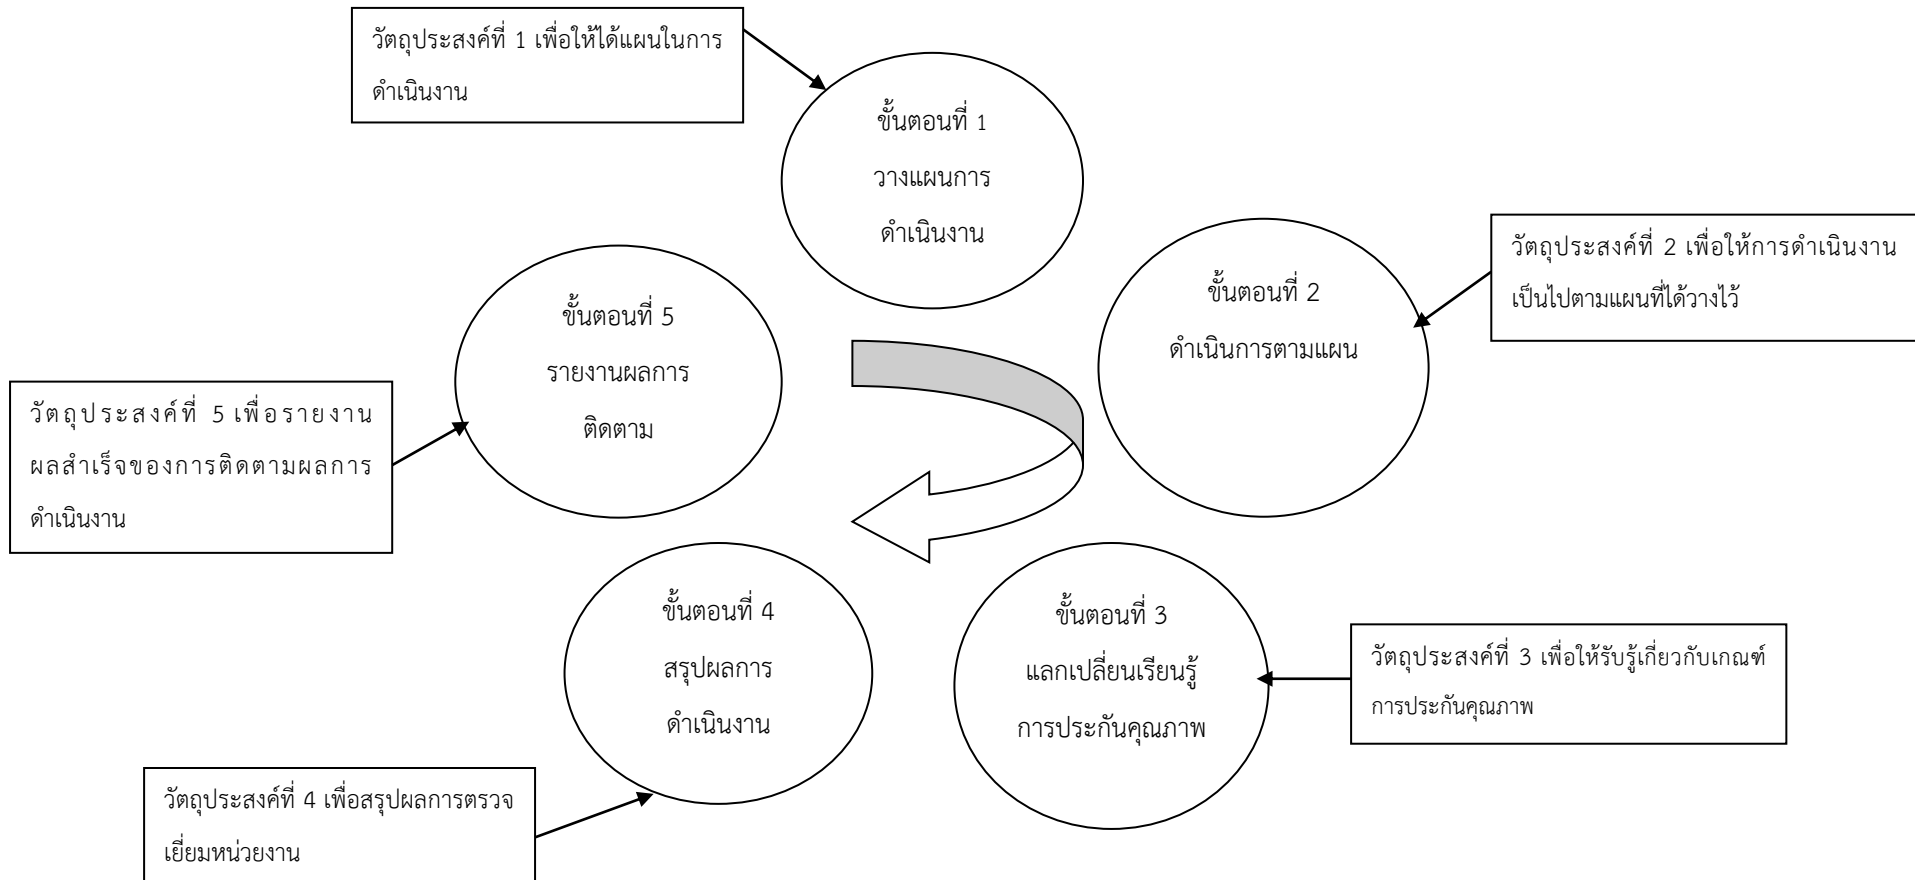 วัตถุประสงค์ที่ 1 เพื่อให้ได้แผนในการ
ดำเนินงาน
ขั้นตอนที่ 1
วางแผนการ
ดำเนินงาน
วัตถุประสงค์ที่ 2 เพื่อให้การดำเนินงาน
เป็นไปตามแผนที่ได้วางไว้
ขั้นตอนที่ 2
ดำเนินการตามแผน
ขั้นตอนที่ 5
รายงานผลการ
ติดตาม
วัตถุประสงค์ที่ 5 เพื่อรายงาน
ผลสำเร็จของการติดตามผลการ
ดำเนินงาน
ขั้นตอนที่ 4
สรุปผลการ
ดำเนินงาน
ขั้นตอนที่ 3
แลกเปลี่ยนเรียนรู้
การประกันคุณภาพ
วัตถุประสงค์ที่ 3 เพื่อให้รับรู้เกี่ยวกับเกณฑ์
การประกันคุณภาพ
วัตถุประสงค์ที่ 4 เพื่อสรุปผลการตรวจ
เยี่ยมหน่วยงาน